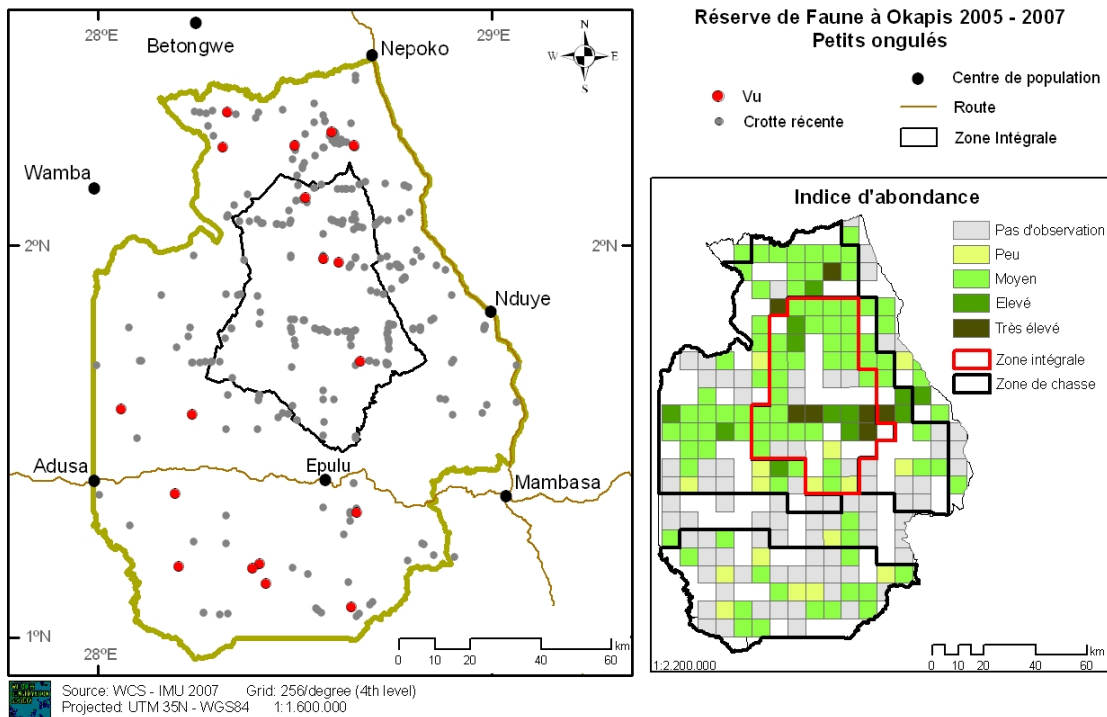 28ºE
29ºE
Betongwe
Nepoko
N
W
E
S
Wamba
2ºN
2ºN
Nduye
Adusa
Epulu
Mambasa
1ºN
28ºE
km
0 10 20 40 60
Source: WCS - IMU 2007 Grid: 256/degree (4th level)
Projected: UTM 35N - WGS84 1:1.600.000
Réserve de Faune à Okapis 2005 - 2007
Petits ongulés
Vu
Crotte récente
Centre de population
Route
Zone Intégrale
Indice d'abondance
Pas d'observation
Peu
Moyen
Elevé
Très élevé
Zone intégrale
Zone de chasse
1:2.200.000
km
0 10 20 40 60